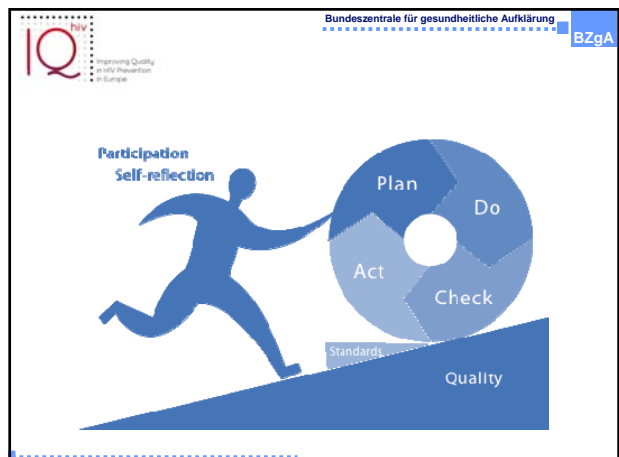 Bundeszentrale für gesundheitliche Aufklärung
BZgA
IQ hiv
Improving Quality
in HIV Prevention
in Europe
Participation
Self-reflection
Plan
Do
Act
Check
Standards
Quality